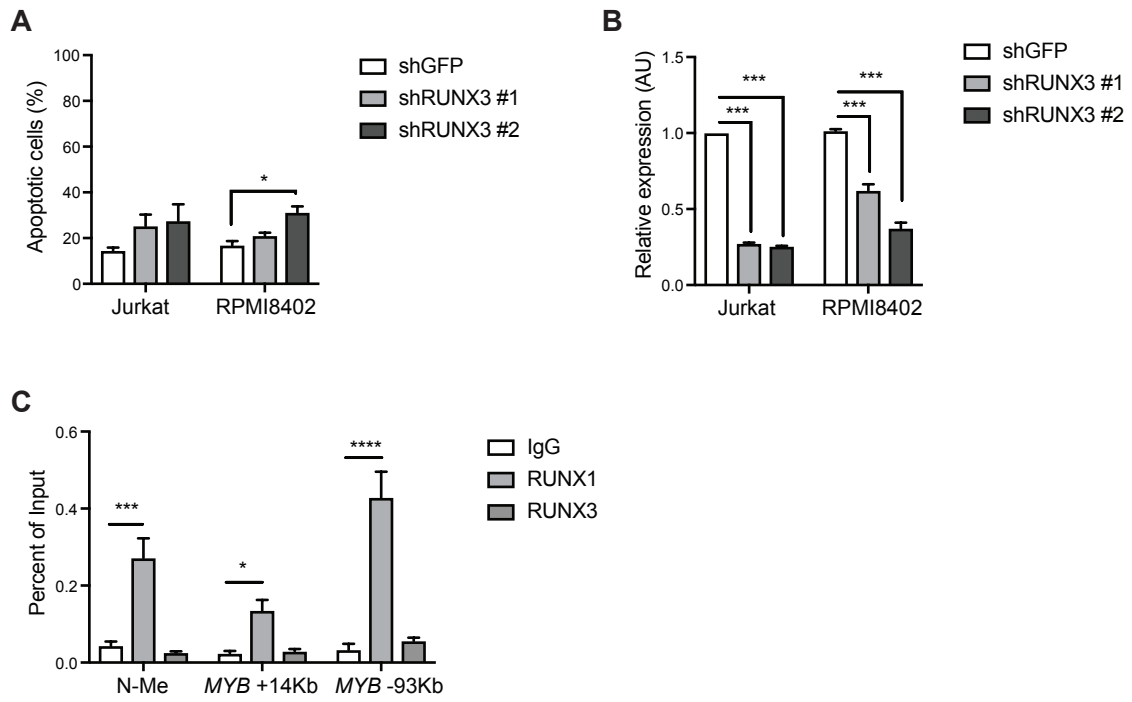 A
Apoptotic cells (%)
100
80
60
40
20
0
*
Jurkat
RPMI8402
shGFP
shRUNX3 #1
shRUNX3 #2
B
Relative expression (AU)
1.5
1.0
0.5
0.0
***
***
***
***
Jurkat
RPMI8402
shGFP
shRUNX3 #1
shRUNX3 #2
C
Percent of Input
0.6
0.4
0.2
0.0
***
*
****
N-Me
MYB +14Kb
MYB -93Kb
IgG
RUNX1
RUNX3